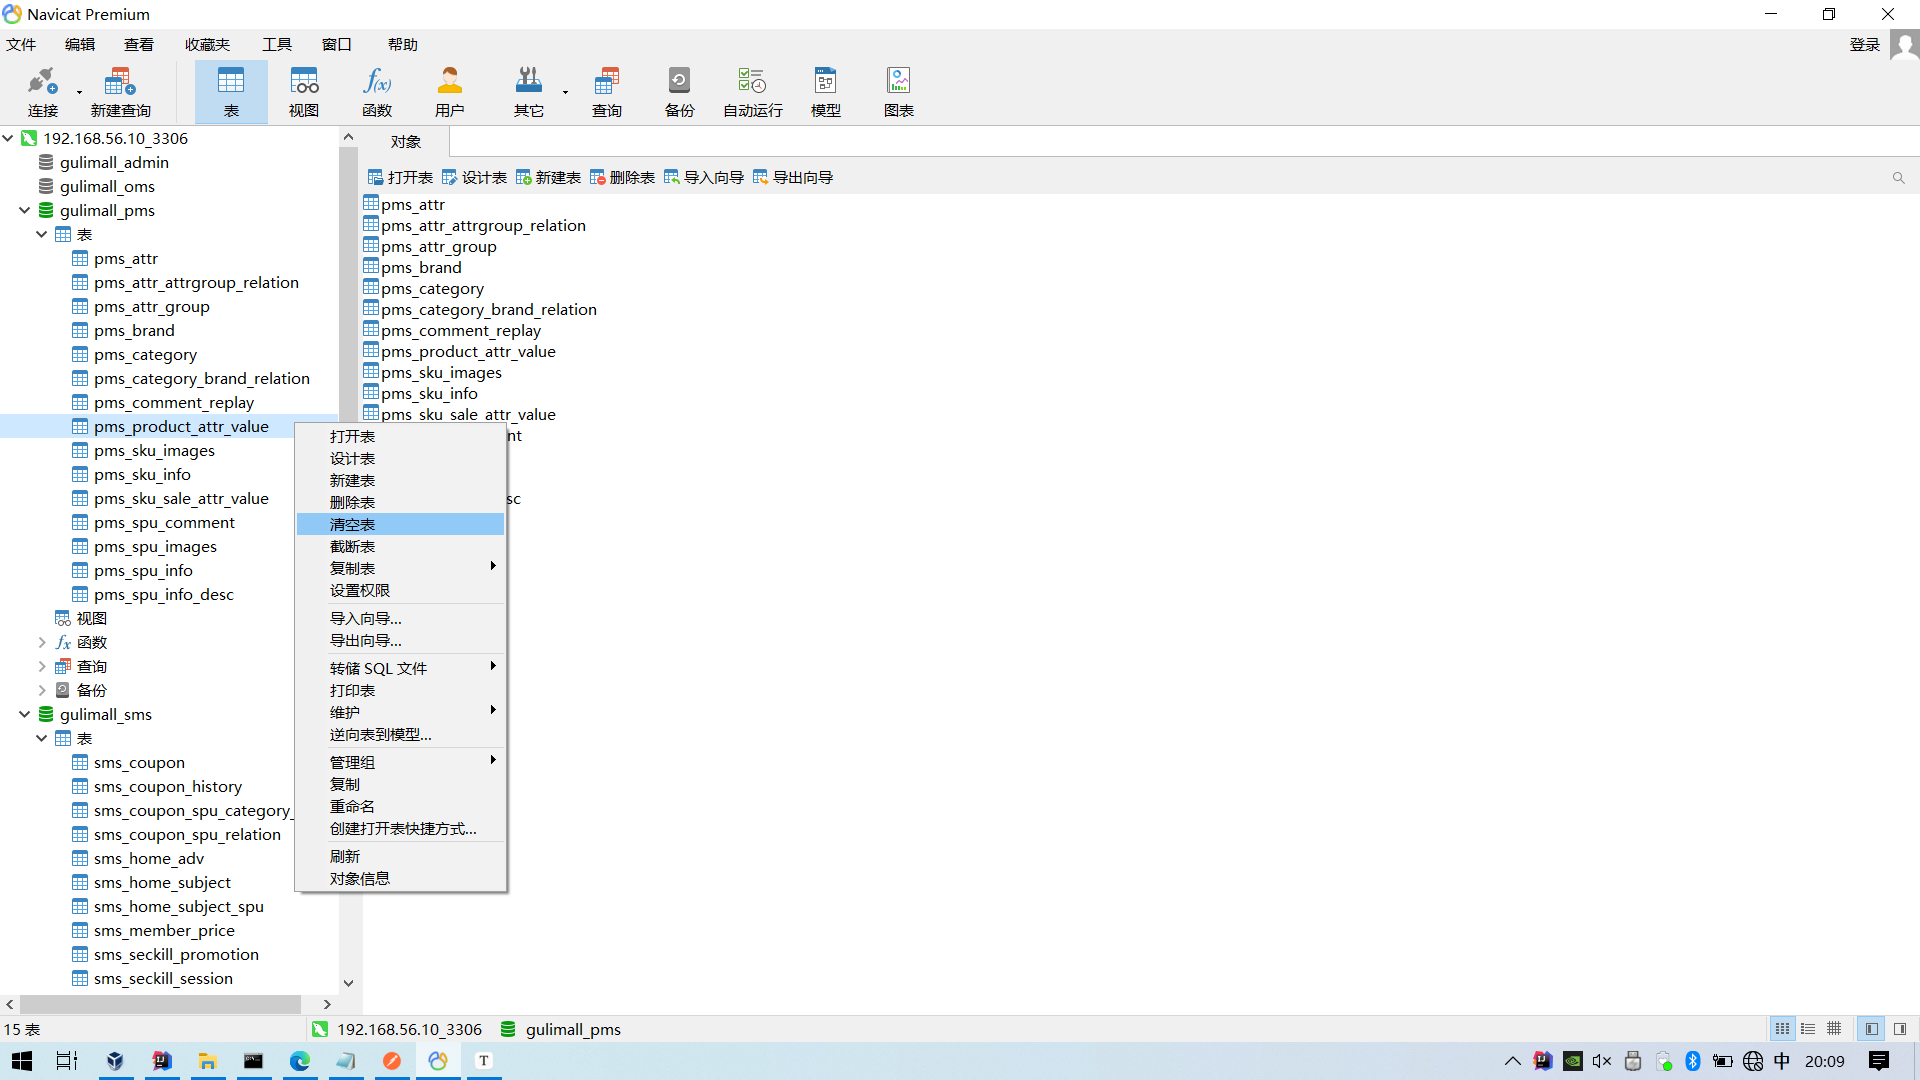 Navicat Premium
文件 编辑 查看 收藏夹 工具 窗口 帮助 登录
连接 新建查询 表 视图 函数 用户 其它 查询 备份 自动运行 模型 图表
192.168.56.10_3306
gulimall_admin
gulimall_oms
gulimall_pms
表
pms_attr
pms_attr_attrgroup_relation
pms_attr_group
pms_brand
pms_category
pms_category_brand_relation
pms_comment_replay
pms_product_attr_value
pms_sku_images
pms_sku_info
pms_sku_sale_attr_value
pms_spu_comment
pms_spu_images
pms_spu_info
pms_spu_info_desc
视图
函数
查询
备份
gulimall_sms
表
sms_coupon
sms_coupon_history
sms_coupon_spu_category_
sms_coupon_spu_relation
sms_home_adv
sms_home_subject
sms_home_subject_spu
sms_member_price
sms_seckill_promotion
sms_seckill_session
对象
打开表 设计表 新建表 删除表 导入向导 导出向导
pms_attr
pms_attr_attrgroup_relation
pms_attr_group
pms_brand
pms_category
pms_category_brand_relation
pms_comment_replay
pms_product_attr_value
pms_sku_images
pms_sku_info
pms_sku_sale_attr_value
nt
sc
打开表
设计表
新建表
删除表
清空表
截断表
复制表
设置权限
导入向导...
导出向导...
转储 SQL 文件
打印表
维护
逆向表到模型...
管理组
复制
重命名
创建打开表快捷方式...
刷新
对象信息
15 表 192.168.56.10_3306 gulimall_pms
中 20:09